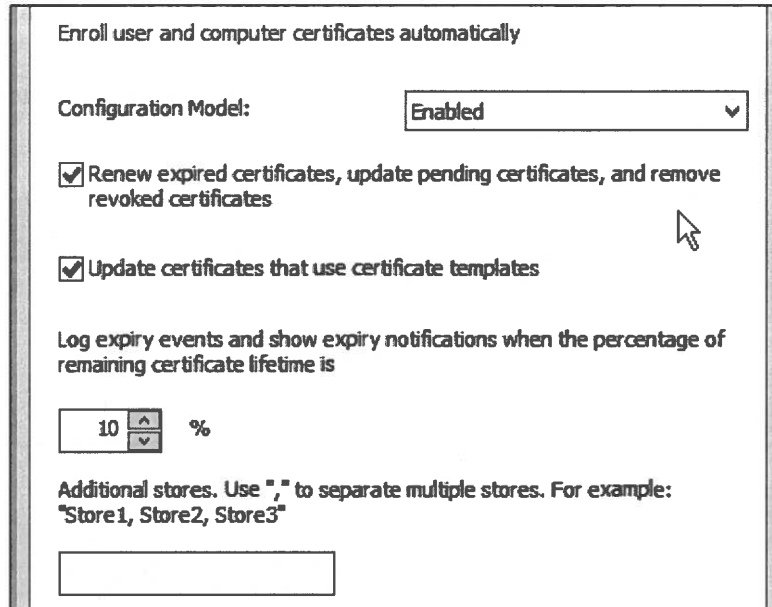 Enroll user and computer certificates automatically
Configuration Model:
Enabled
Renew expired certificates, update pending certificates, and remove
revoked certificates
Update certificates that use certificate templates
Log expiry events and show expiry notifications when the percentage of
remaining certificate lifetime is
10 %
Additional stores. Use "," to separate multiple stores. For example:
"Store1, Store2, Store3"